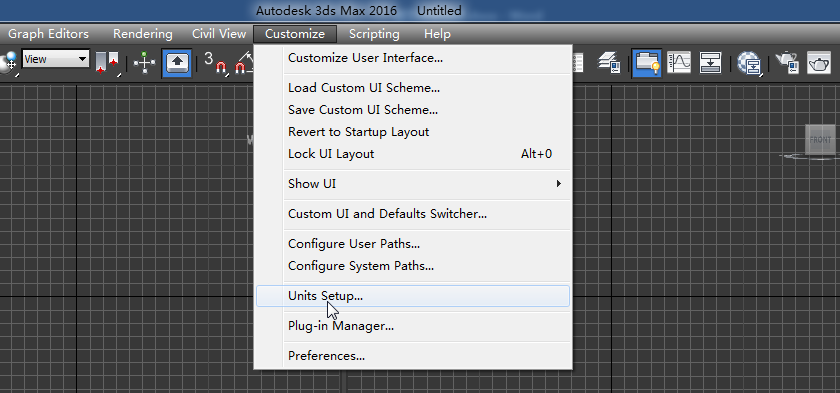 Autodesk 3ds Max 2016 Untitled
Graph Editors Rendering Civil View Customize Scripting Help
View
3
Customize User Interface...
Load Custom UI Scheme...
Save Custom UI Scheme...
Revert to Startup Layout
Lock UI Layout Alt+0
Show UI
Custom UI and Defaults Switcher...
Configure User Paths...
Configure System Paths...
Units Setup...
Plug-in Manager...
Preferences...
FRONT